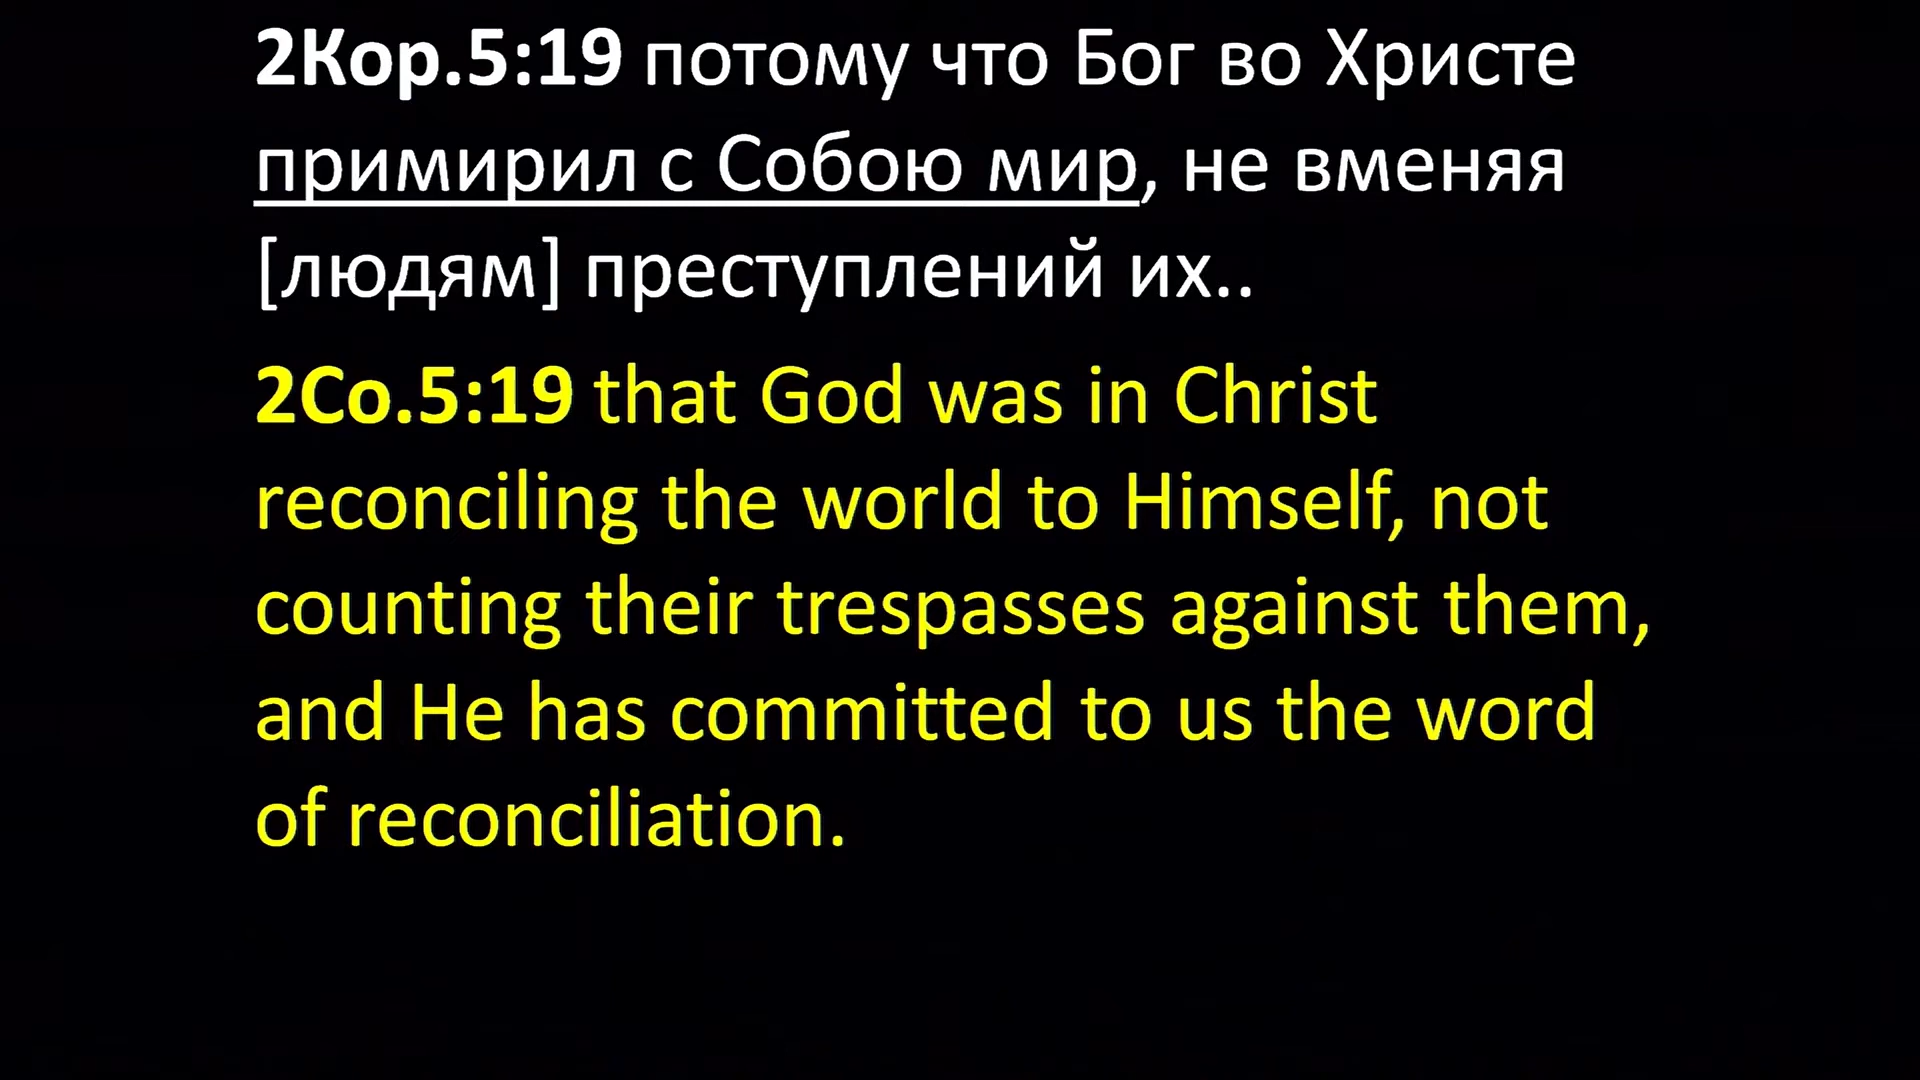 2Кор.5:19 потому что Бог во Христе
примирил с Собою мир, не вменяя
[людям] преступлений их..
2Co.5:19 that God was in Christ
reconciling the world to Himself, not
counting their trespasses against them,
and He has committed to us the word
of reconciliation.